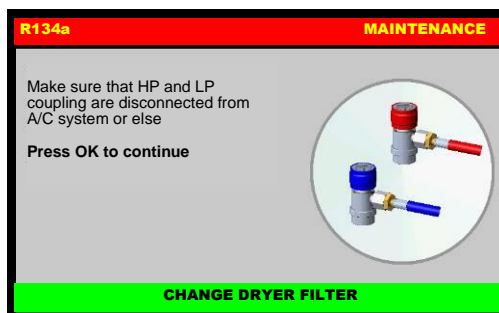 R134a MAINTENANCE
Make sure that HP and LP
coupling are disconnected from
A/C system or else
Press OK to continue
CHANGE DRYER FILTER